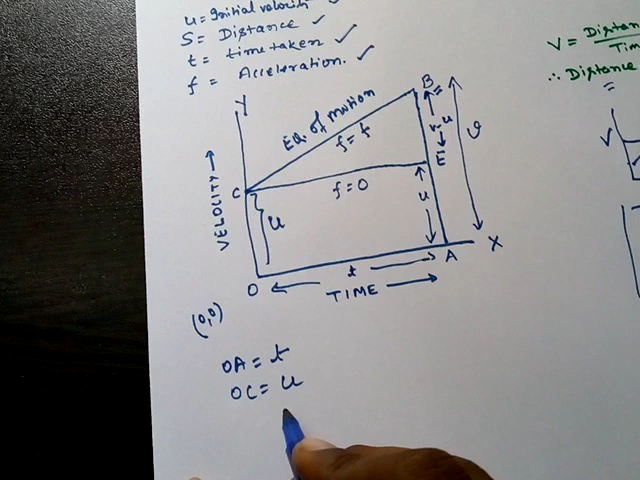 u = Initial velocity ✓
S = Distance ✓
t = time taken ✓
f = Acceleration. ✓
V = Distan
Tim
∴ Distance
=
Y
B
=
EQ. of motion
f = t
v-u
v
E
C
f = 0
VELOCITY →
u
u
V
t
A
X
O
← TIME →
(0,0)
OA = t
OC = u